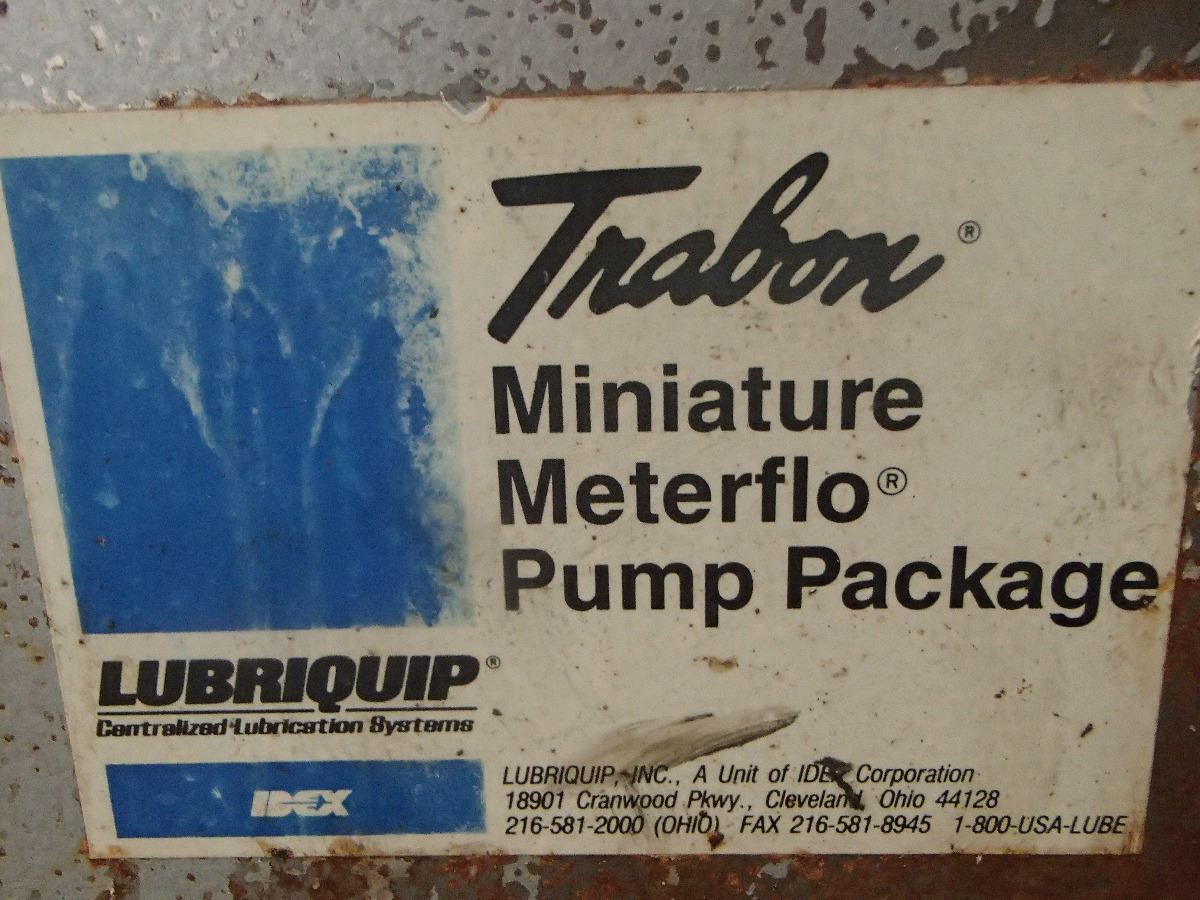 Trabon®
Miniature
Meterflo®
Pump Package
LUBRIQUIP®
Centralized Lubrication Systems
IDEX
LUBRIQUIP, INC., A Unit of IDEX Corporation
18901 Cranwood Pkwy., Cleveland, Ohio 44128
216-581-2000 (OHIO) FAX 216-581-8945 1-800-USA-LUBE